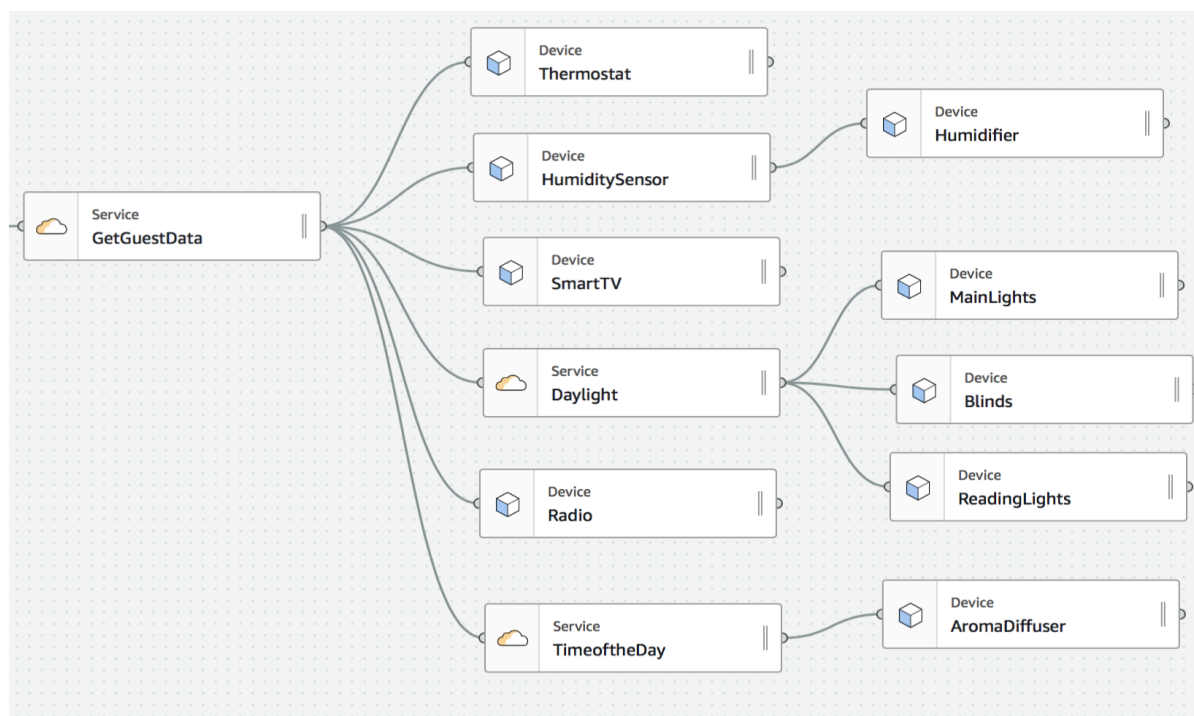 Service
GetGuestData
Device
Thermostat
Device
HumiditySensor
Device
SmartTV
Service
Daylight
Device
Radio
Service
TimeoftheDay
Device
Humidifier
Device
MainLights
Device
Blinds
Device
ReadingLights
Device
AromaDiffuser